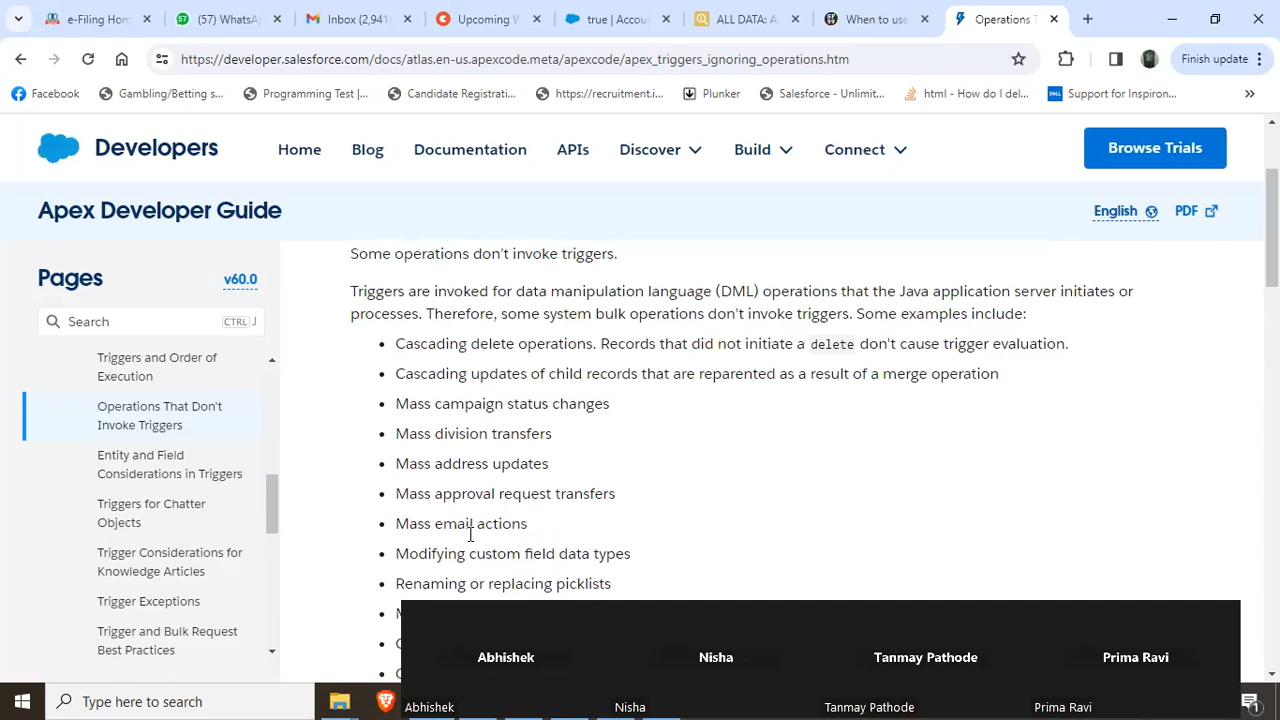 e-Filing Hom
(57) WhatsA
Inbox (2,941
Upcoming W
true | Accou
ALL DATA: A
When to use
Operations T
https://developer.salesforce.com/docs/atlas.en-us.apexcode.meta/apexcode/apex_triggers_ignoring_operations.htm
Finish update
Facebook
Gambling/Betting s...
Programming Test |...
Candidate Registrati...
https://recruitment.i...
Plunker
Salesforce - Unlimit...
html - How do I del...
Support for Inspiron...
Developers
Home
Blog
Documentation
APIs
Discover
Build
Connect
Browse Trials
Apex Developer Guide
English
PDF
Pages
v60.0
Search
CTRL J
Triggers and Order of
Execution
Operations That Don't
Invoke Triggers
Entity and Field
Considerations in Triggers
Triggers for Chatter
Objects
Trigger Considerations for
Knowledge Articles
Trigger Exceptions
Trigger and Bulk Request
Best Practices
Some operations don't invoke triggers.
Triggers are invoked for data manipulation language (DML) operations that the Java application server initiates or
processes. Therefore, some system bulk operations don't invoke triggers. Some examples include:
• Cascading delete operations. Records that did not initiate a delete don't cause trigger evaluation.
• Cascading updates of child records that are reparented as a result of a merge operation
• Mass campaign status changes
• Mass division transfers
• Mass address updates
• Mass approval request transfers
• Mass email actions
• Modifying custom field data types
• Renaming or replacing picklists
Abhishek
Nisha
Tanmay Pathode
Prima Ravi
Abhishek
Nisha
Tanmay Pathode
Prima Ravi
Type here to search
1